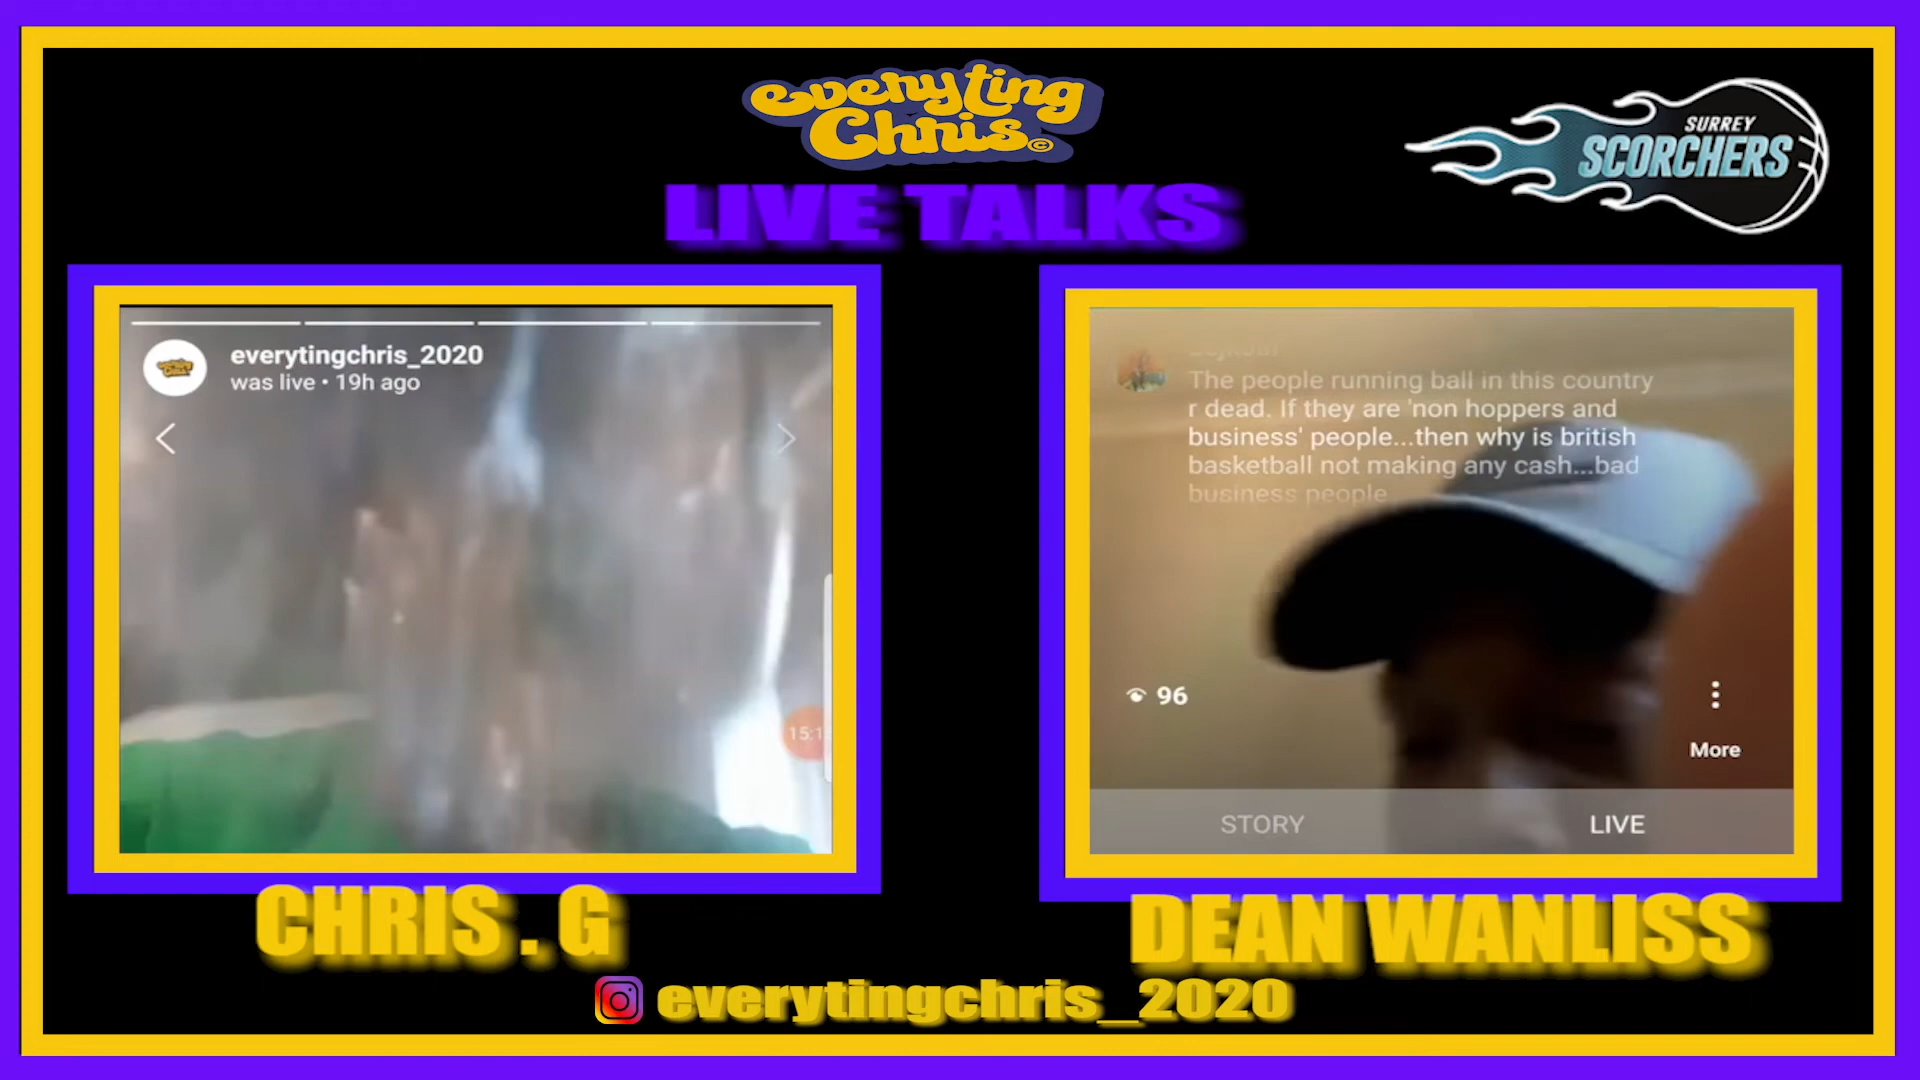 everyting
Chris ©
LIVE TALKS
SURREY
SCORCHERS
everytingchris_2020
was live • 19h ago
The people running ball in this country
r dead. If they are 'non hoppers and
business' people...then why is british
basketball not making any cash...bad
business people
96
More
STORY
LIVE
CHRIS . G
DEAN WANLISS
everytingchris_2020